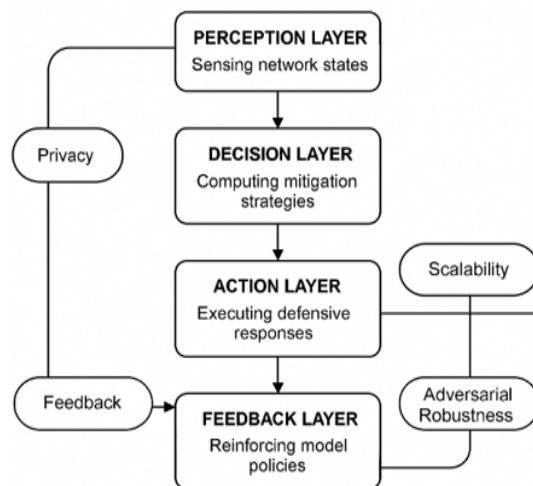 PERCEPTION LAYER
Sensing network states
Privacy
DECISION LAYER
Computing mitigation
strategies
ACTION LAYER
Executing defensive
responses
Scalability
Feedback
FEEDBACK LAYER
Reinforcing model
policies
Adversarial
Robustness